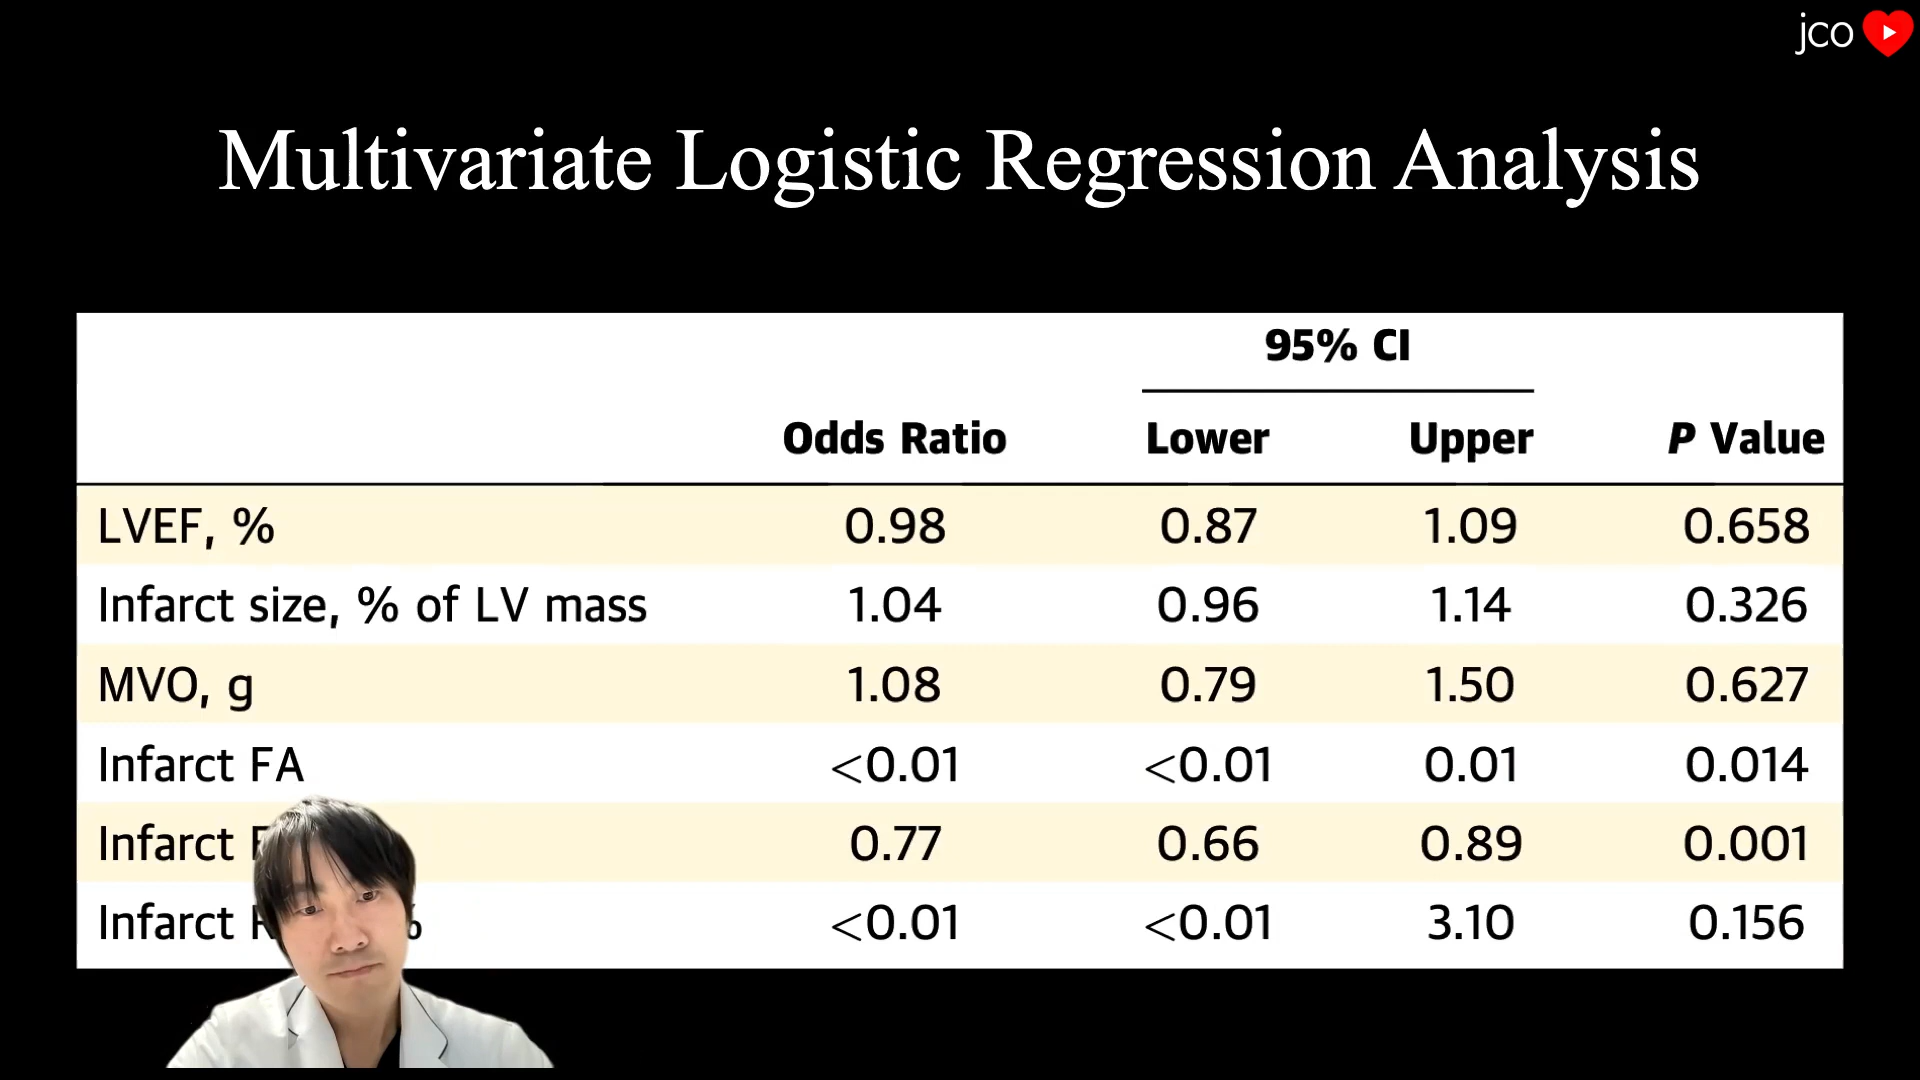 jco
Multivariate Logistic Regression Analysis
95% CI
Odds Ratio Lower Upper P Value
LVEF, % 0.98 0.87 1.09 0.658
Infarct size, % of LV mass 1.04 0.96 1.14 0.326
MVO, g 1.08 0.79 1.50 0.627
Infarct FA <0.01 <0.01 0.01 0.014
Infarct 0.77 0.66 0.89 0.001
Infarct <0.01 <0.01 3.10 0.156